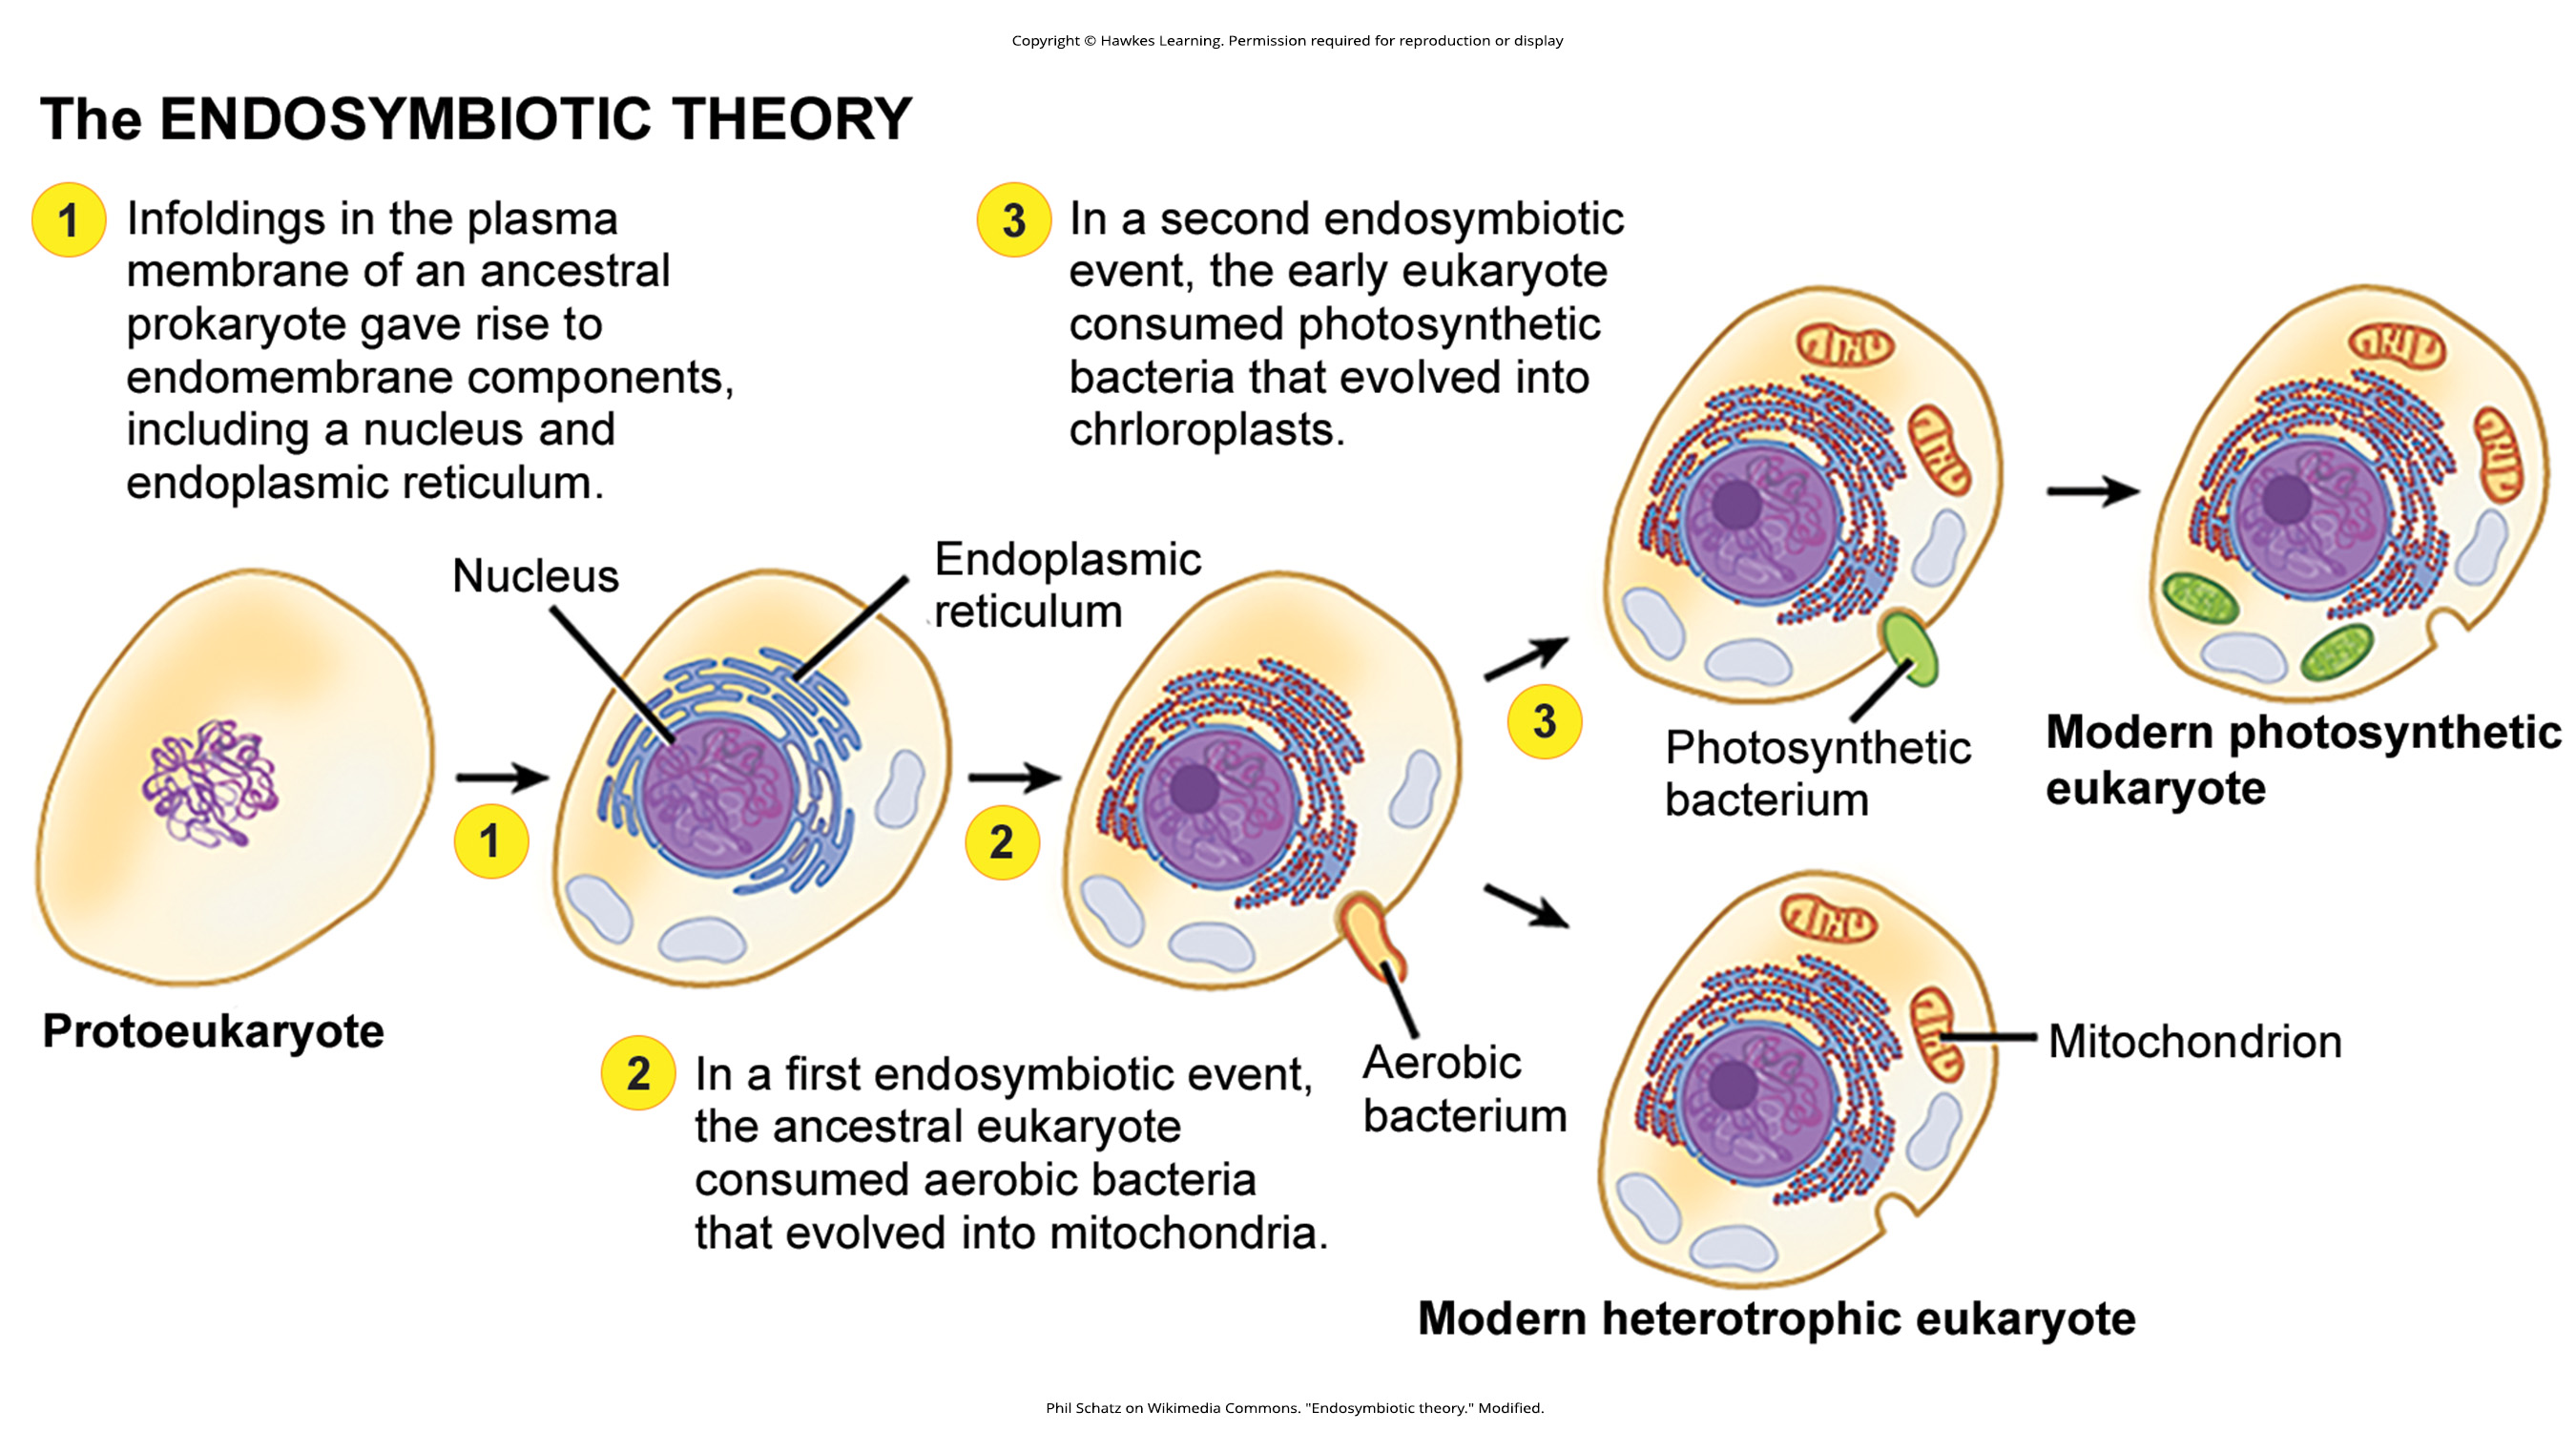 Copyright © Hawkes Learning. Permission required for reproduction or display
The ENDOSYMBIOTIC THEORY
1
Infoldings in the plasma
membrane of an ancestral
prokaryote gave rise to
endomembrane components,
including a nucleus and
endoplasmic reticulum.
3
In a second endosymbiotic
event, the early eukaryote
consumed photosynthetic
bacteria that evolved into
chrloroplasts.
Nucleus
Endoplasmic
reticulum
1
2
3
Photosynthetic
bacterium
Modern photosynthetic
eukaryote
Protoeukaryote
2
In a first endosymbiotic event,
the ancestral eukaryote
consumed aerobic bacteria
that evolved into mitochondria.
Aerobic
bacterium
Mitochondrion
Modern heterotrophic eukaryote
Phil Schatz on Wikimedia Commons. "Endosymbiotic theory." Modified.